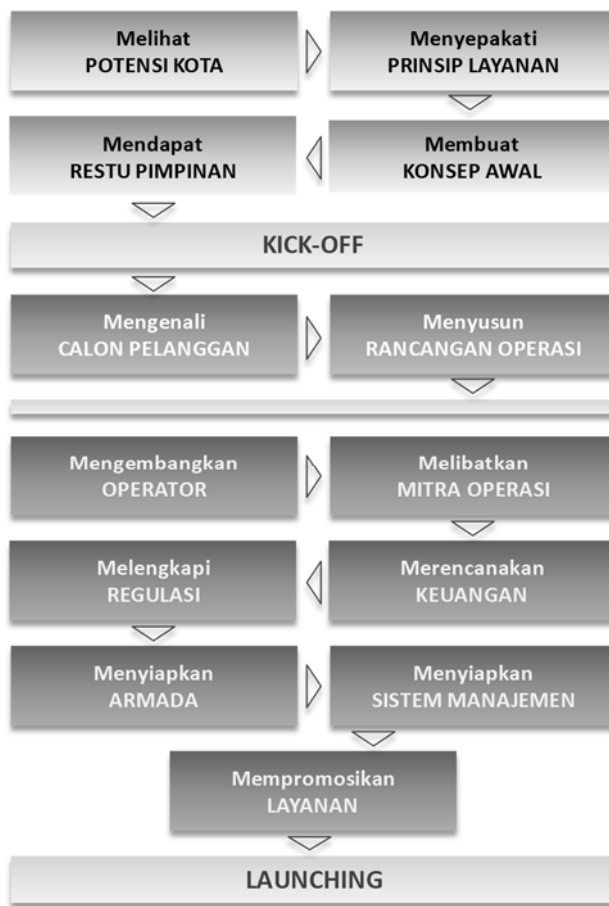 Melihat
POTENSI KOTA
Menyepakati
PRINSIP LAYANAN
Mendapat
RESTU PIMPINAN
Membuat
KONSEP AWAL
KICK-OFF
Mengenali
CALON PELANGGAN
Menyusun
RANCANGAN OPERASI
Mengembangkan
OPERATOR
Melibatkan
MITRA OPERASI
Melengkapi
REGULASI
Merencanakan
KEUANGAN
Menyiapkan
ARMADA
Menyiapkan
SISTEM MANAJEMEN
Mempromosikan
LAYANAN
LAUNCHING